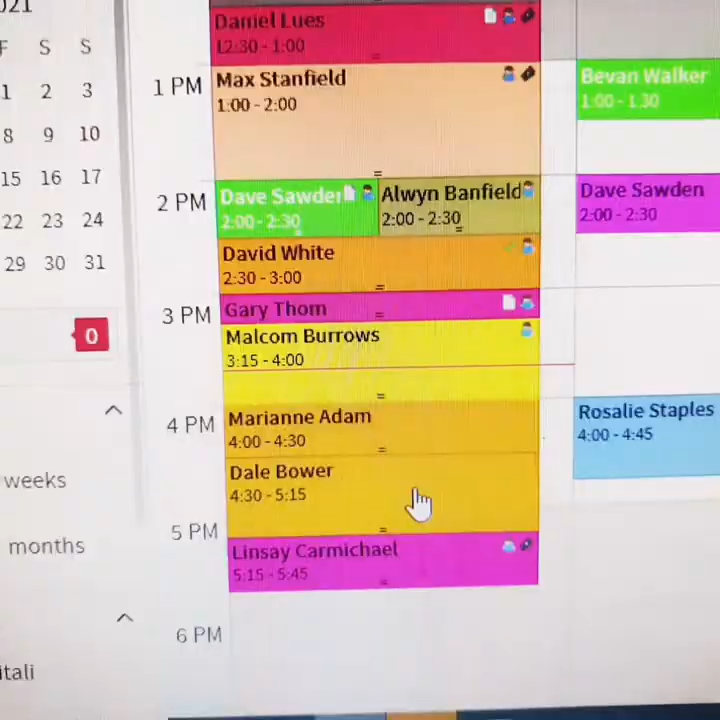 021
F S S
1 2 3
8 9 10
15 16 17
22 23 24
29 30 31
0
weeks
months
itali
Daniel Lues
12:30 - 1:00
1 PM
Max Stanfield
1:00 - 2:00
2 PM
Dave Sawden
2:00 - 2:30
Alwyn Banfield
2:00 - 2:30
David White
2:30 - 3:00
3 PM
Gary Thom
Malcom Burrows
3:15 - 4:00
4 PM
Marianne Adam
4:00 - 4:30
Dale Bower
4:30 - 5:15
5 PM
Linsay Carmichael
5:15 - 5:45
6 PM
Bevan Walker
1:00 - 1:30
Dave Sawden
2:00 - 2:30
Rosalie Staples
4:00 - 4:45